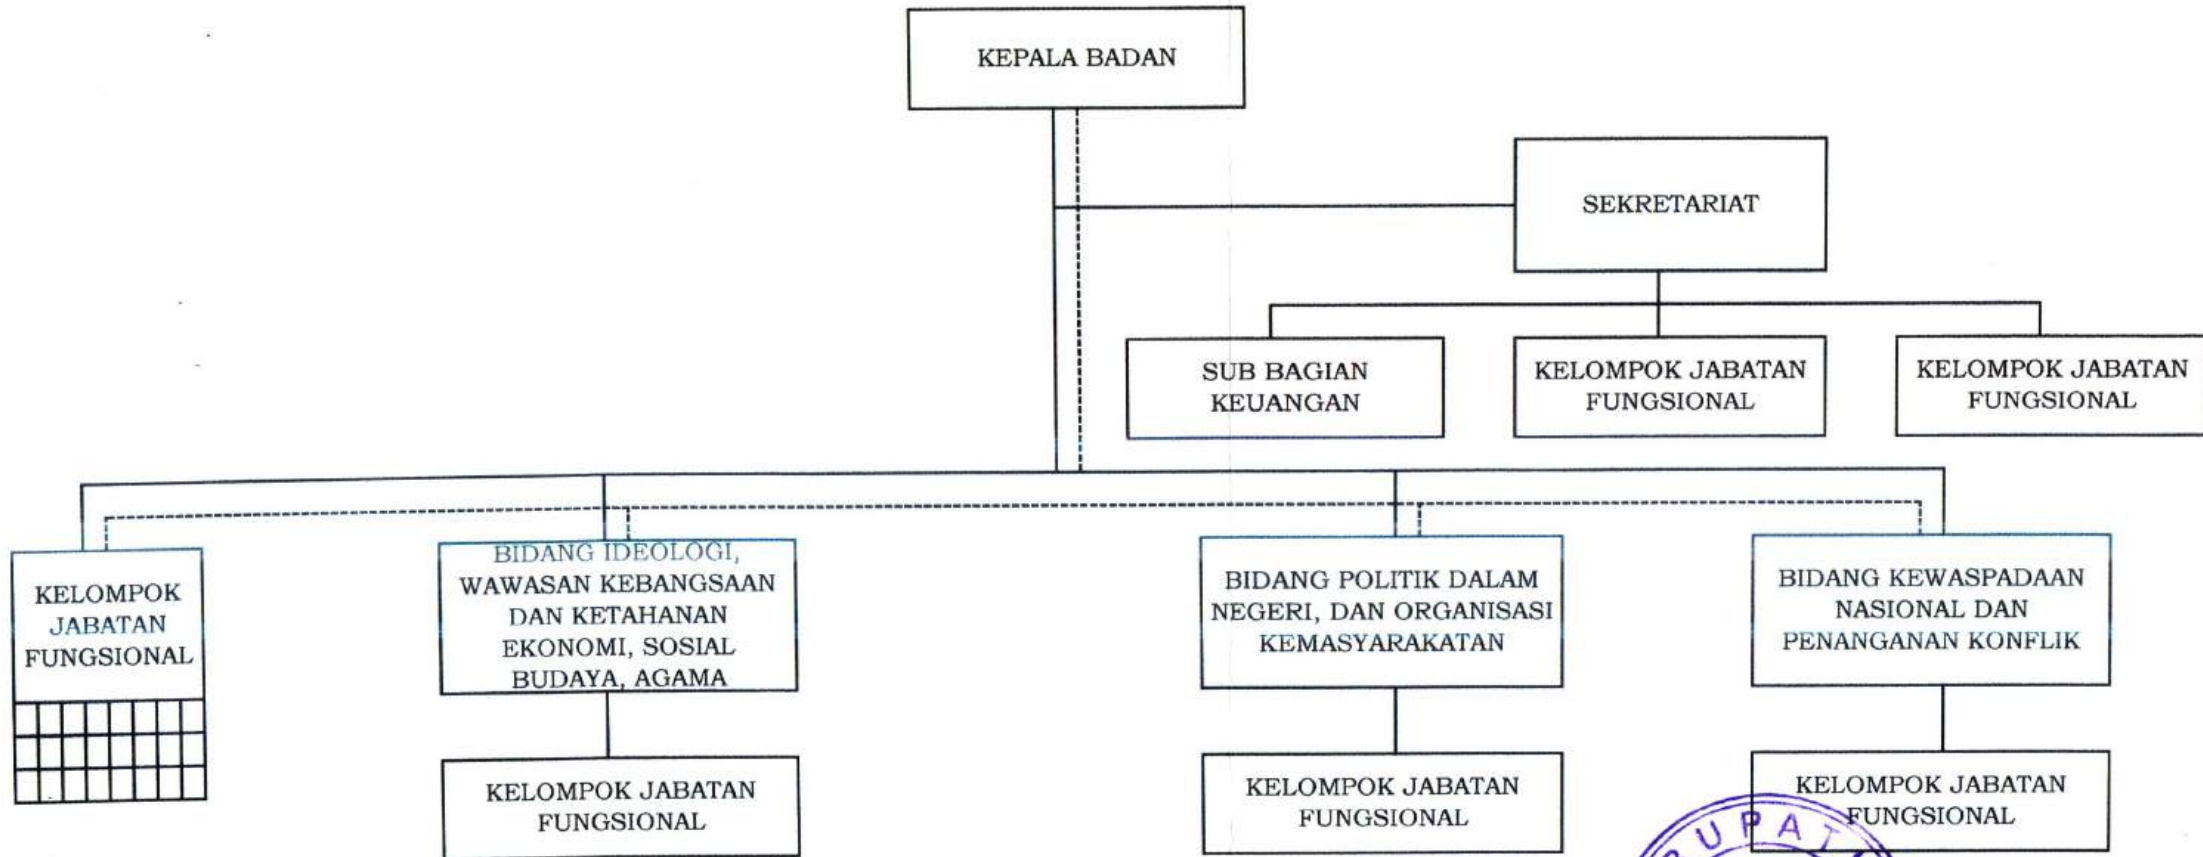 KEPALA BADAN
SEKRETARIAT
SUB BAGIAN
KEUANGAN
KELOMPOK JABATAN
FUNGSIONAL
KELOMPOK JABATAN
FUNGSIONAL
KELOMPOK
JABATAN
FUNGSIONAL
BIDANG IDEOLOGI,
WAWASAN KEBANGSAAN
DAN KETAHANAN
EKONOMI, SOSIAL
BUDAYA, AGAMA
BIDANG POLITIK DALAM
NEGERI, DAN ORGANISASI
KEMASYARAKATAN
BIDANG KEWASPADAAN
NASIONAL DAN
PENANGANAN KONFLIK
KELOMPOK JABATAN
FUNGSIONAL
KELOMPOK JABATAN
FUNGSIONAL
KELOMPOK JABATAN
FUNGSIONAL